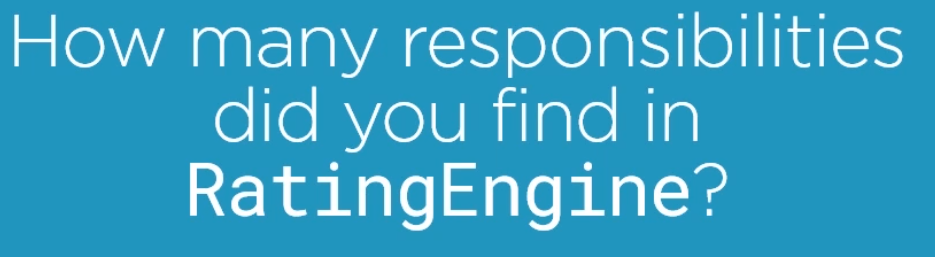 How many responsibilities
did you find in
RatingEngine?